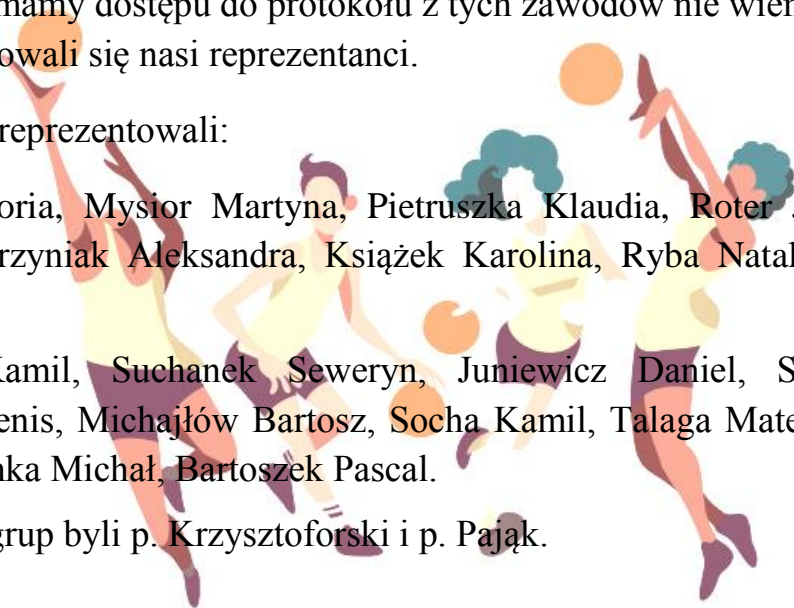 mamy dostępu do protokołu z tych zawodów nie wiem
owali się nasi reprezentanci.
reprezentowali:
oria, Mysior Martyna, Pietruszka Klaudia, Roter
rzyniak Aleksandra, Książek Karolina, Ryba Natal
Kamil, Suchanek Seweryn, Juniewicz Daniel, S
enis, Michajłów Bartosz, Socha Kamil, Talaga Mate
nka Michał, Bartoszek Pascal.
grup byli p. Krzysztoforski i p. Pająk.